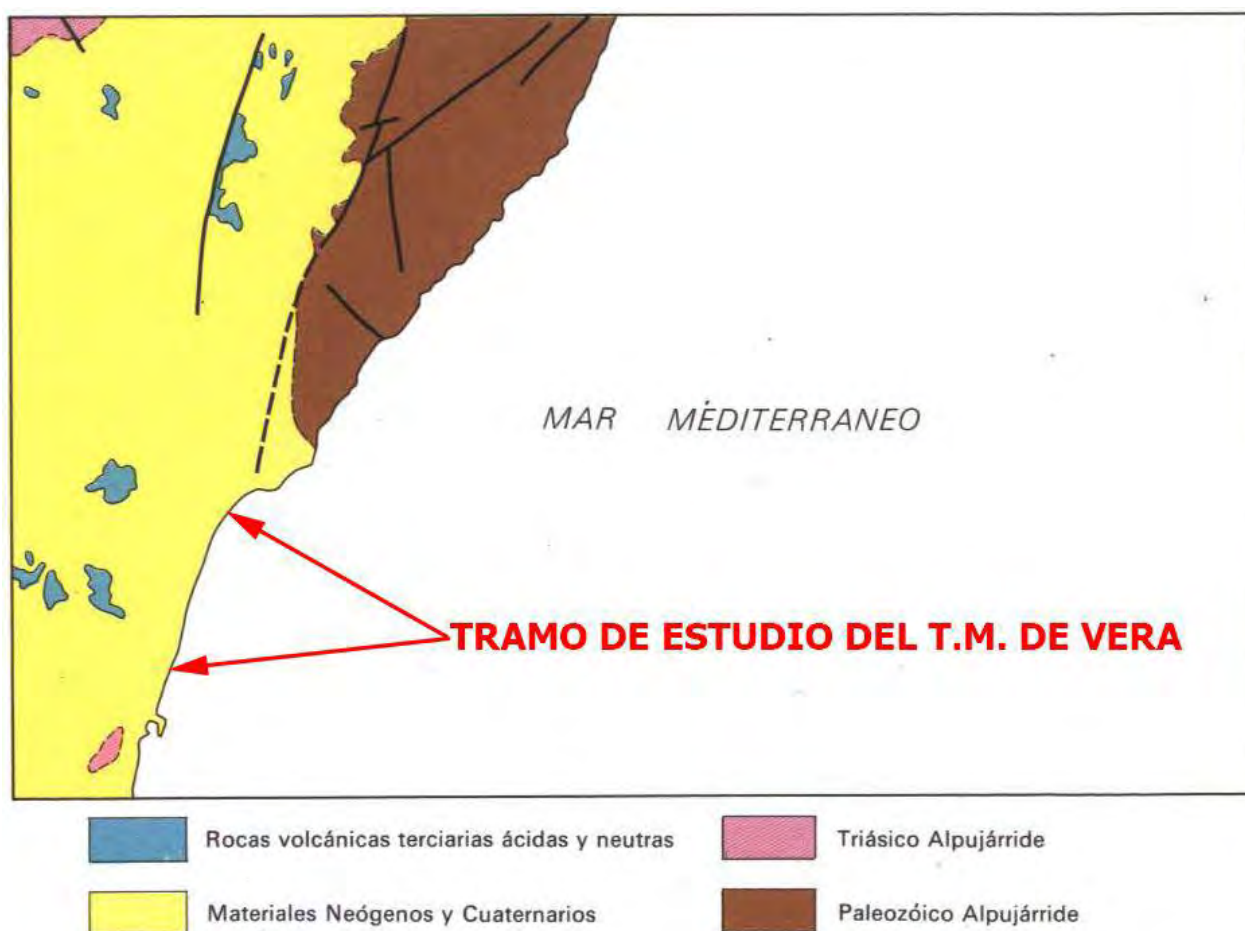 MAR MÉDITERRANEO
TRAMO DE ESTUDIO DEL T.M. DE VERA
Rocas volcánicas terciarias ácidas y neutras
Triásico Alpujárride
Materiales Neógenos y Cuaternarios
Paleozóico Alpujárride